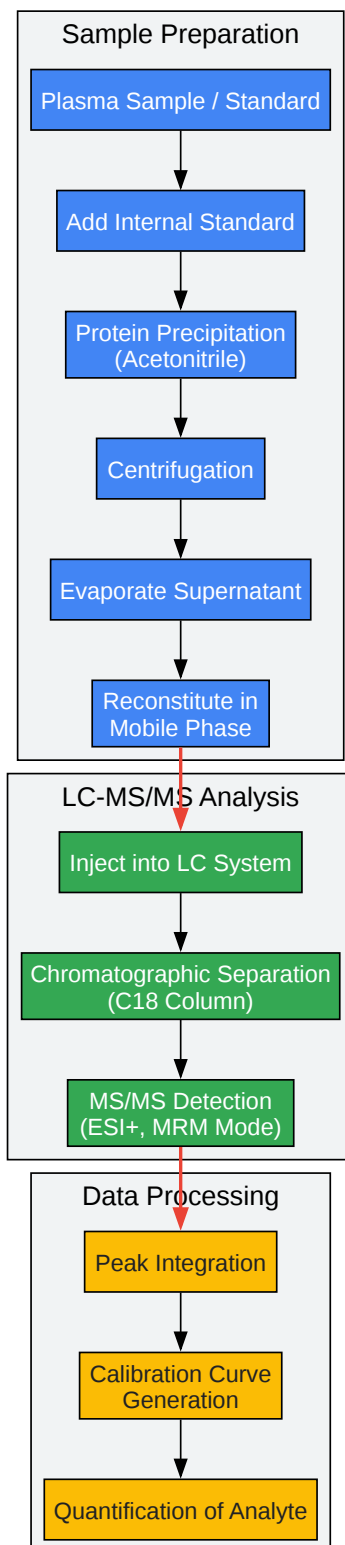 Sample Preparation
Plasma Sample / Standard
Add Internal Standard
Protein Precipitation
(Acetonitrile)
Centrifugation
Evaporate Supernatant
Reconstitute in
Mobile Phase
LC-MS/MS Analysis
Inject into LC System
Chromatographic Separation
(C18 Column)
MS/MS Detection
(ESI+, MRM Mode)
Data Processing
Peak Integration
Calibration Curve
Generation
Quantification of Analyte